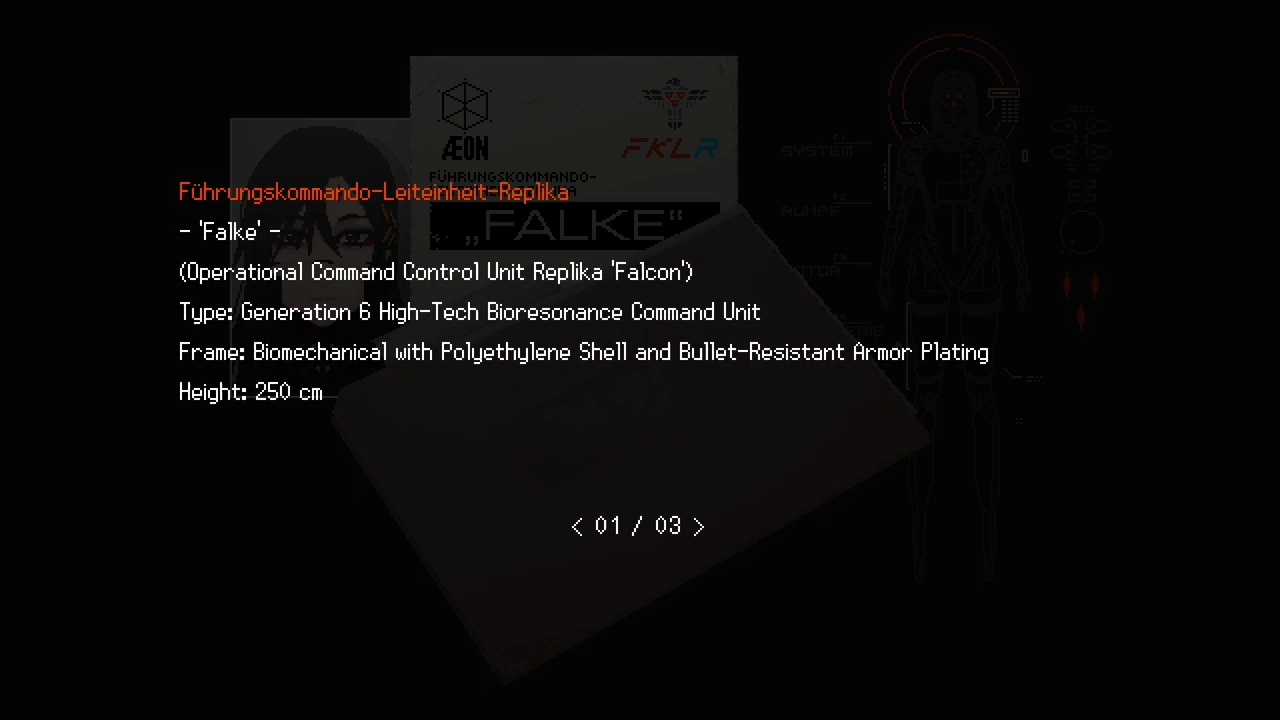 ÆON
FKLR
FÜHRUNGSKOMMANDO-
Führungskommando-Leiteinheit-Replika
„FALKE“
- 'Falke' -
(Operational Command Control Unit Replika 'Falcon')
Type: Generation 6 High-Tech Bioresonance Command Unit
Frame: Biomechanical with Polyethylene Shell and Bullet-Resistant Armor Plating
Height: 250 cm
< 01 / 03 >
SYSTEM
RUMPF